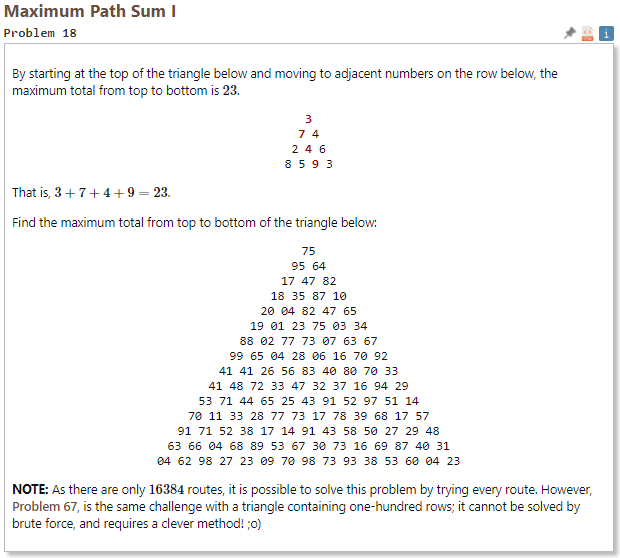 Maximum Path Sum I
Problem 18
By starting at the top of the triangle below and moving to adjacent numbers on the row below, the
maximum total from top to bottom is 23.
3
7 4
2 4 6
8 5 9 3
That is, 3 + 7 + 4 + 9 = 23.
Find the maximum total from top to bottom of the triangle below:
75
95 64
17 47 82
18 35 87 10
20 04 82 47 65
19 01 23 75 03 34
88 02 77 73 07 63 67
99 65 04 28 06 16 70 92
41 41 26 56 83 40 80 70 33
41 48 72 33 47 32 37 16 94 29
53 71 44 65 25 43 91 52 97 51 14
70 11 33 28 77 73 17 78 39 68 17 57
91 71 52 38 17 14 91 43 58 50 27 29 48
63 66 04 68 89 53 67 30 73 16 69 87 40 31
04 62 98 27 23 09 70 98 73 93 38 53 60 04 23
NOTE: As there are only 16384 routes, it is possible to solve this problem by trying every route. However,
Problem 67, is the same challenge with a triangle containing one-hundred rows; it cannot be solved by
brute force, and requires a clever method! ;o)